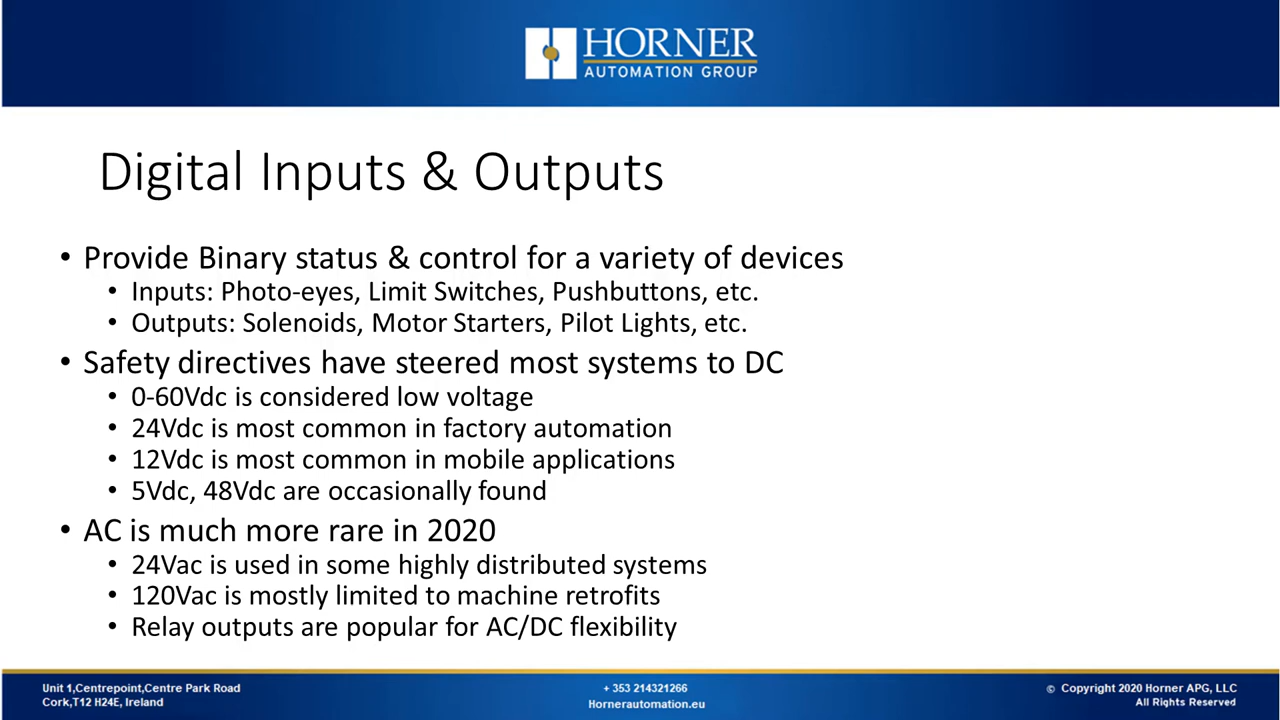 HORNER
AUTOMATION GROUP
Digital Inputs & Outputs
• Provide Binary status & control for a variety of devices
• Inputs: Photo-eyes, Limit Switches, Pushbuttons, etc.
• Outputs: Solenoids, Motor Starters, Pilot Lights, etc.
• Safety directives have steered most systems to DC
• 0-60Vdc is considered low voltage
• 24Vdc is most common in factory automation
• 12Vdc is most common in mobile applications
• 5Vdc, 48Vdc are occasionally found
• AC is much more rare in 2020
• 24Vac is used in some highly distributed systems
• 120Vac is mostly limited to machine retrofits
• Relay outputs are popular for AC/DC flexibility
Unit 1,Centrepoint,Centre Park Road
Cork,T12 H24E, Ireland
+ 353 214321266
Hornerautomation.eu
© Copyright 2020 Horner APG, LLC
All Rights Reserved